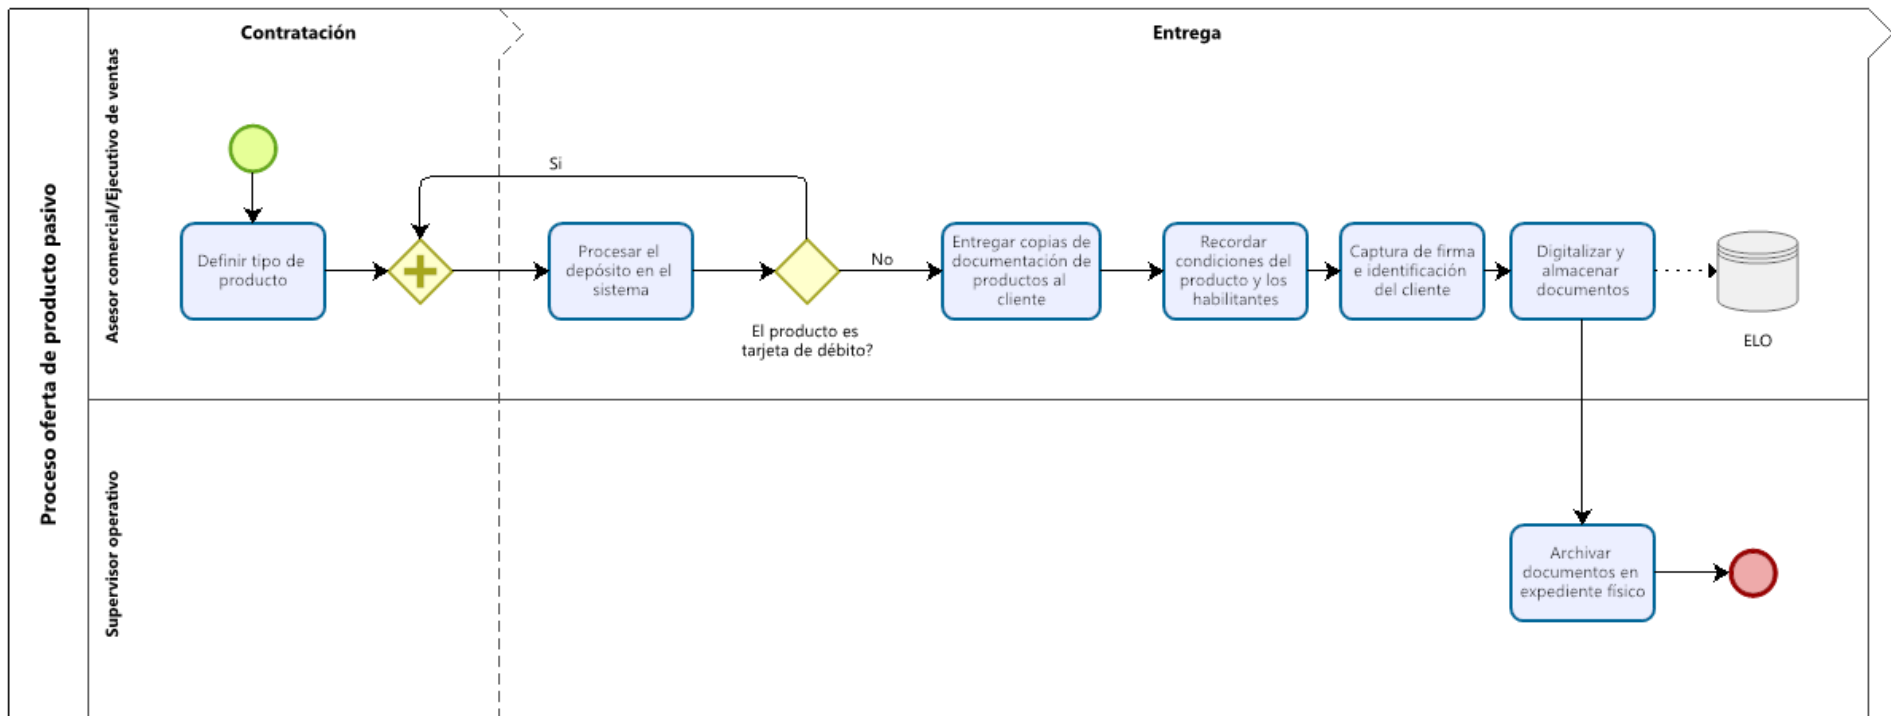 Proceso oferta de producto pasivo
Contratación
Entrega
Asesor comercial/Ejecutivo de ventas
Definir tipo de
producto
Si
Procesar el
depósito en el
sistema
El producto es
tarjeta de débito?
No
Entregar copias de
documentación de
productos al
cliente
Recordar
condiciones del
producto y los
habilitantes
Captura de firma
e identificación
del cliente
Digitalizar y
almacenar
documentos
ELO
Supervisor operativo
Archivar
documentos en
expediente físico